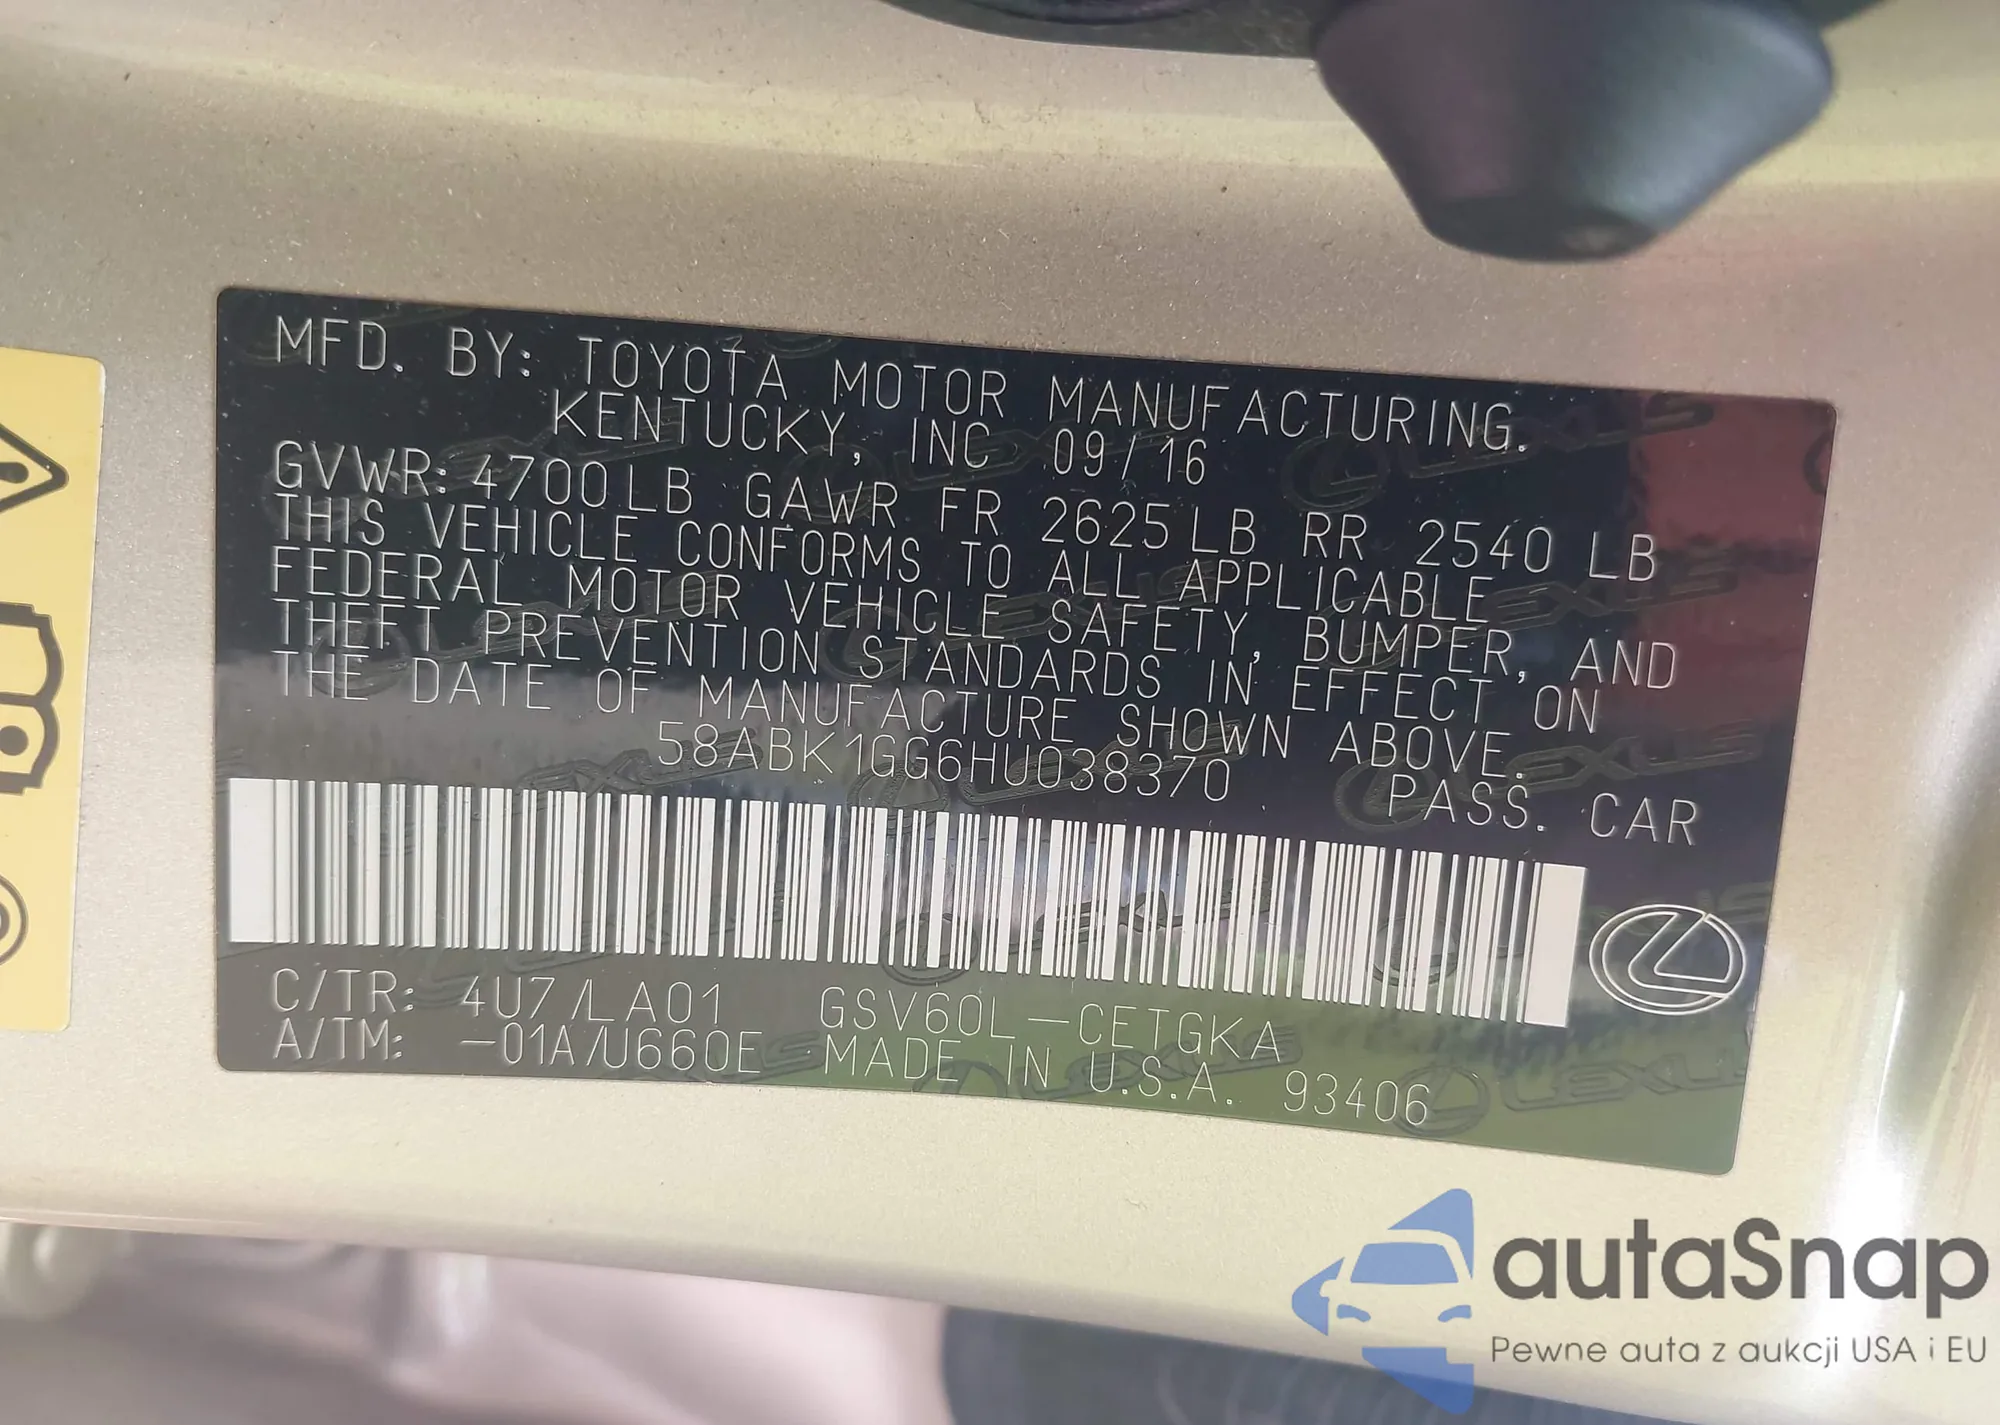 MFD. BY: TOYOTA MOTOR MANUFACTURING.
KENTUCKY, INC 09/16
GVWR: 4700LB GAWR FR 2625LB RR 2540 LB
THIS VEHICLE CONFORMS TO ALL APPLICABLE
FEDERAL MOTOR VEHICLE SAFETY, BUMPER, AND
THEFT PREVENTION STANDARDS IN EFFECT ON
THE DATE OF MANUFACTURE SHOWN ABOVE.
58ABK1GG6HU038370 PASS. CAR
C/TR: 4U7/LA01 GSV60L-CETGKA
A/TM: -01A/U660E MADE IN U.S.A. 93406
autaSnap
Pewne auta z aukcji USA i EU